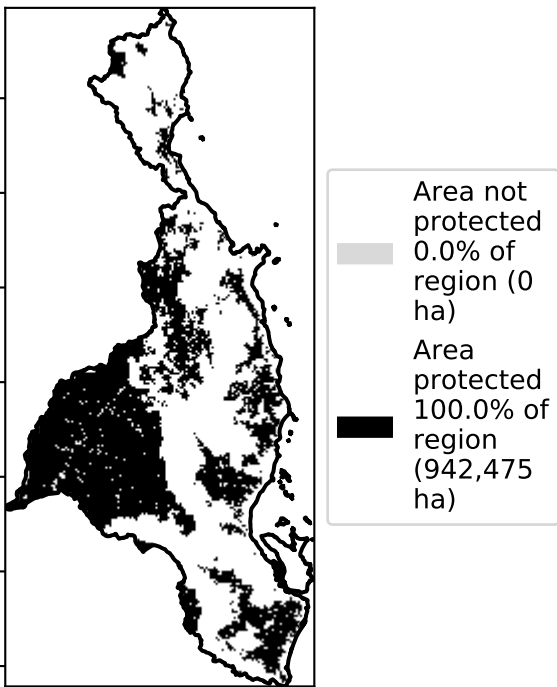 Area not
protected
0.0% of
region (0
ha)
Area
protected
100.0% of
region
(942,475
ha)